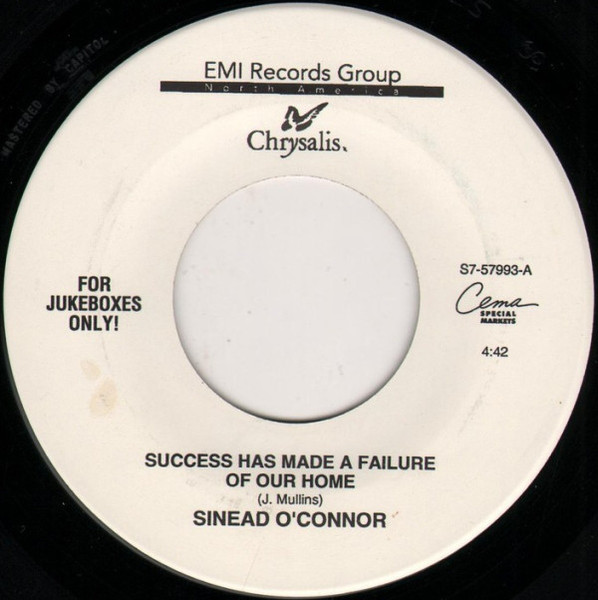 MASTERED BY CAPITOL
EMI Records Group
North America
Chrysalis.
FOR
JUKEBOXES
ONLY!
S7-57993-A
Cema
SPECIAL
MARKETS
4:42
SUCCESS HAS MADE A FAILURE
OF OUR HOME
(J. Mullins)
SINEAD O'CONNOR